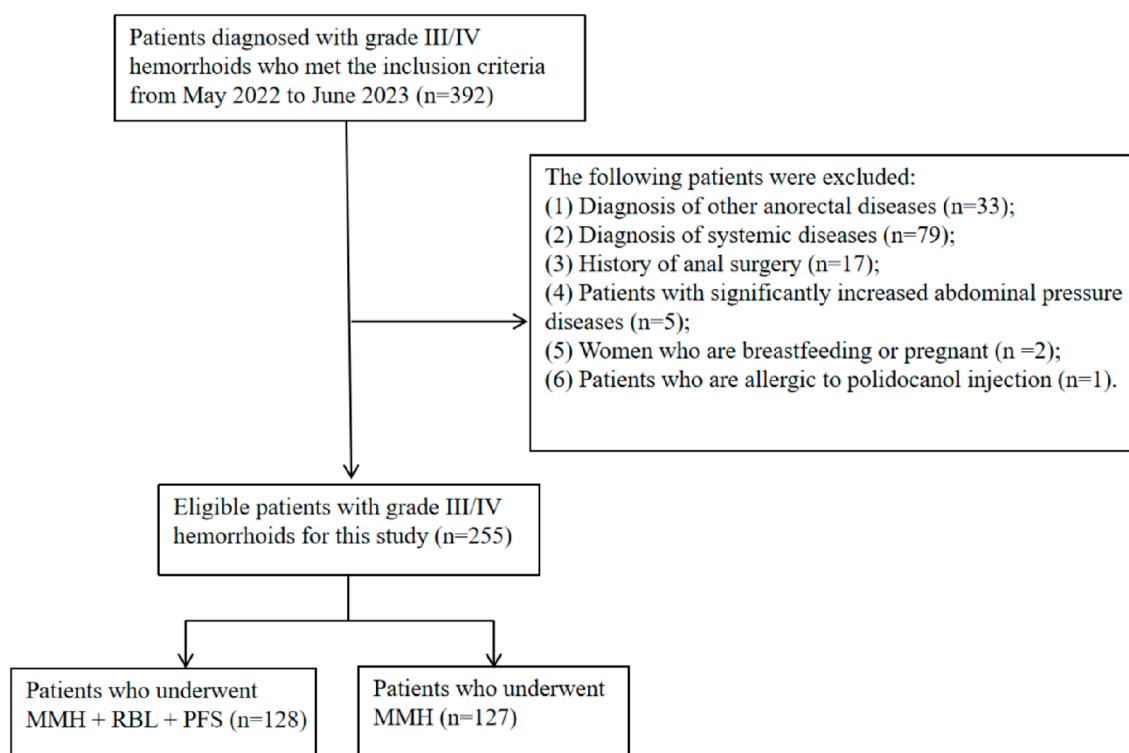 Patients diagnosed with grade III/IV
hemorrhoids who met the inclusion criteria
from May 2022 to June 2023 (n=392)
The following patients were excluded:
(1) Diagnosis of other anorectal diseases (n=33);
(2) Diagnosis of systemic diseases (n=79);
(3) History of anal surgery (n=17);
(4) Patients with significantly increased abdominal pressure
diseases (n=5);
(5) Women who are breastfeeding or pregnant (n =2);
(6) Patients who are allergic to polidocanol injection (n=1).
Eligible patients with grade III/IV
hemorrhoids for this study (n=255)
Patients who underwent
MMH + RBL + PFS (n=128)
Patients who underwent
MMH (n=127)